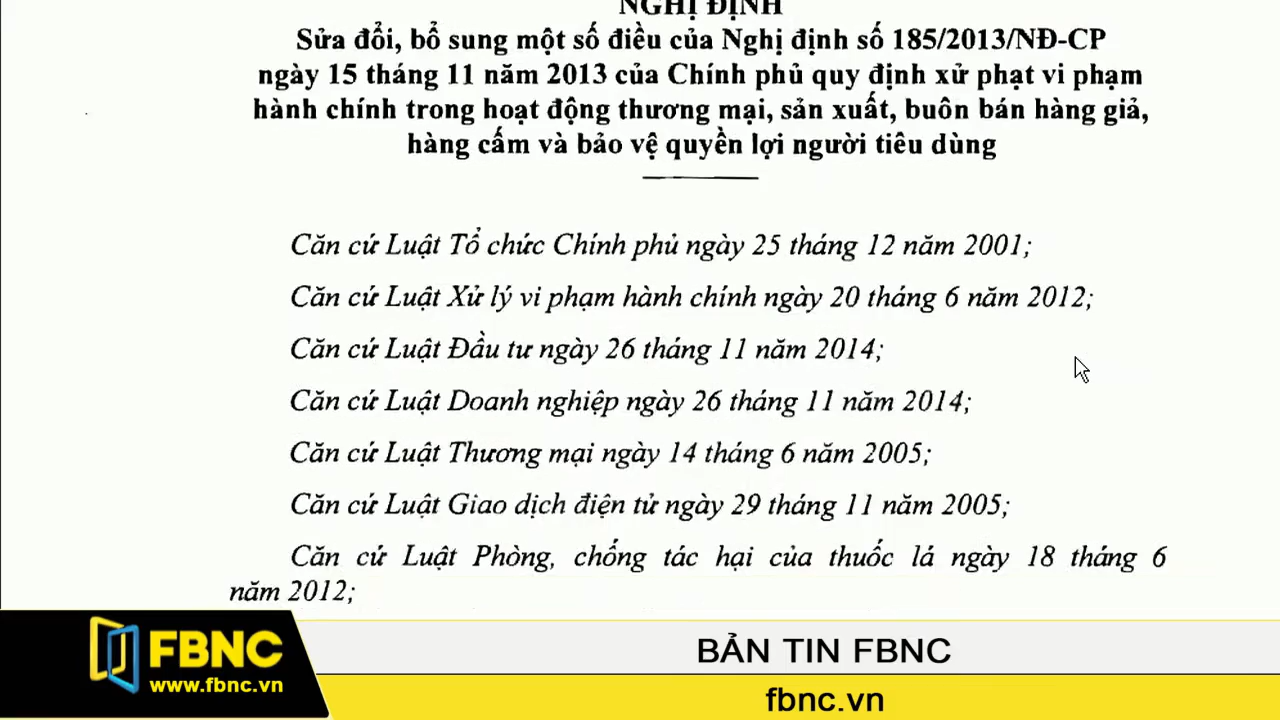 NGHỊ ĐỊNH
Sửa đổi, bổ sung một số điều của Nghị định số 185/2013/NĐ-CP
ngày 15 tháng 11 năm 2013 của Chính phủ quy định xử phạt vi phạm
hành chính trong hoạt động thương mại, sản xuất, buôn bán hàng giả,
hàng cấm và bảo vệ quyền lợi người tiêu dùng
Căn cứ Luật Tổ chức Chính phủ ngày 25 tháng 12 năm 2001;
Căn cứ Luật Xử lý vi phạm hành chính ngày 20 tháng 6 năm 2012;
Căn cứ Luật Đầu tư ngày 26 tháng 11 năm 2014;
Căn cứ Luật Doanh nghiệp ngày 26 tháng 11 năm 2014;
Căn cứ Luật Thương mại ngày 14 tháng 6 năm 2005;
Căn cứ Luật Giao dịch điện tử ngày 29 tháng 11 năm 2005;
Căn cứ Luật Phòng, chống tác hại của thuốc lá ngày 18 tháng 6
năm 2012;
FBNC
www.fbnc.vn
BẢN TIN FBNC
fbnc.vn